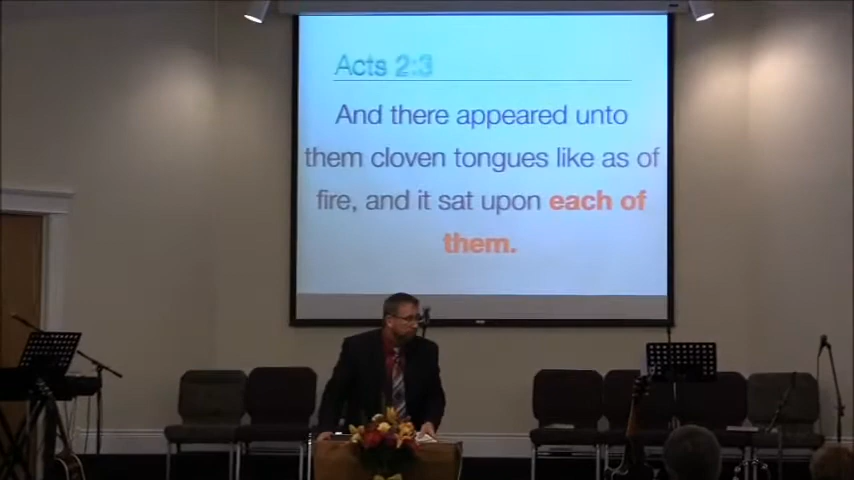 Acts 2:3
And there appeared unto
them cloven tongues like as of
fire, and it sat upon each of
them.